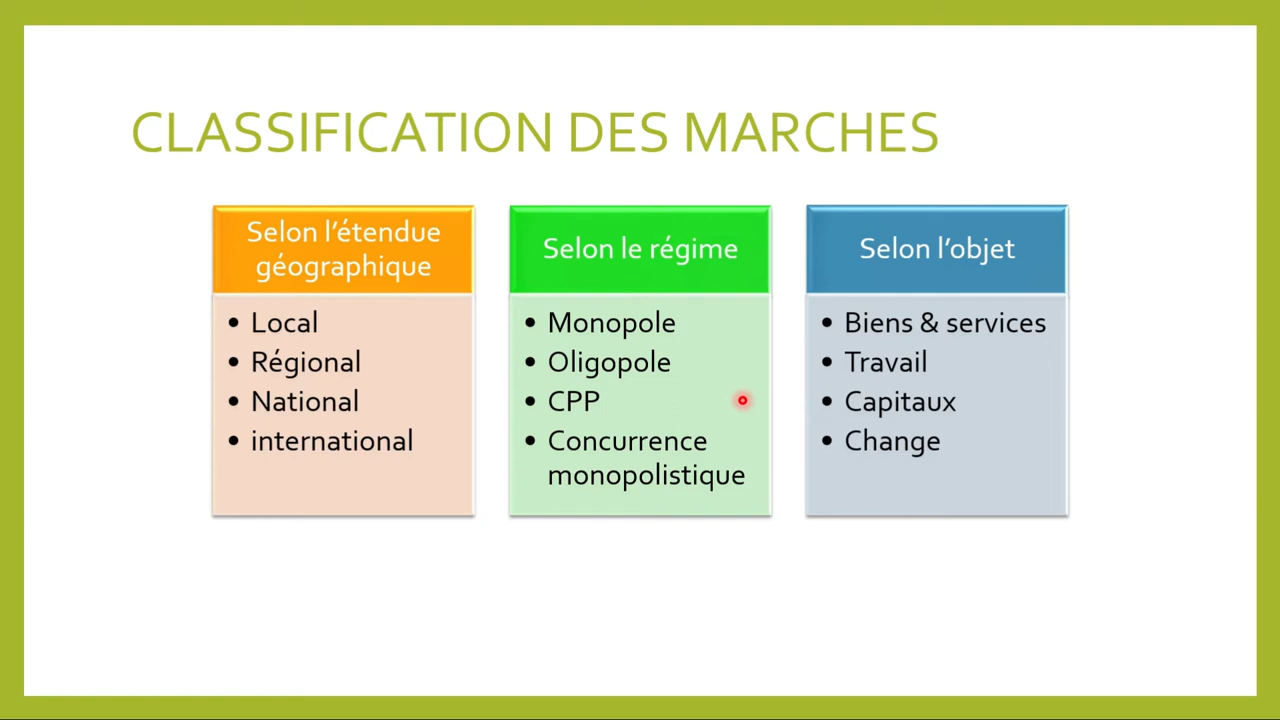 CLASSIFICATION DES MARCHES
Selon l’étendue
géographique
• Local
• Régional
• National
• international
Selon le régime
• Monopole
• Oligopole
• CPP
• Concurrence
monopolistique
Selon l’objet
• Biens & services
• Travail
• Capitaux
• Change